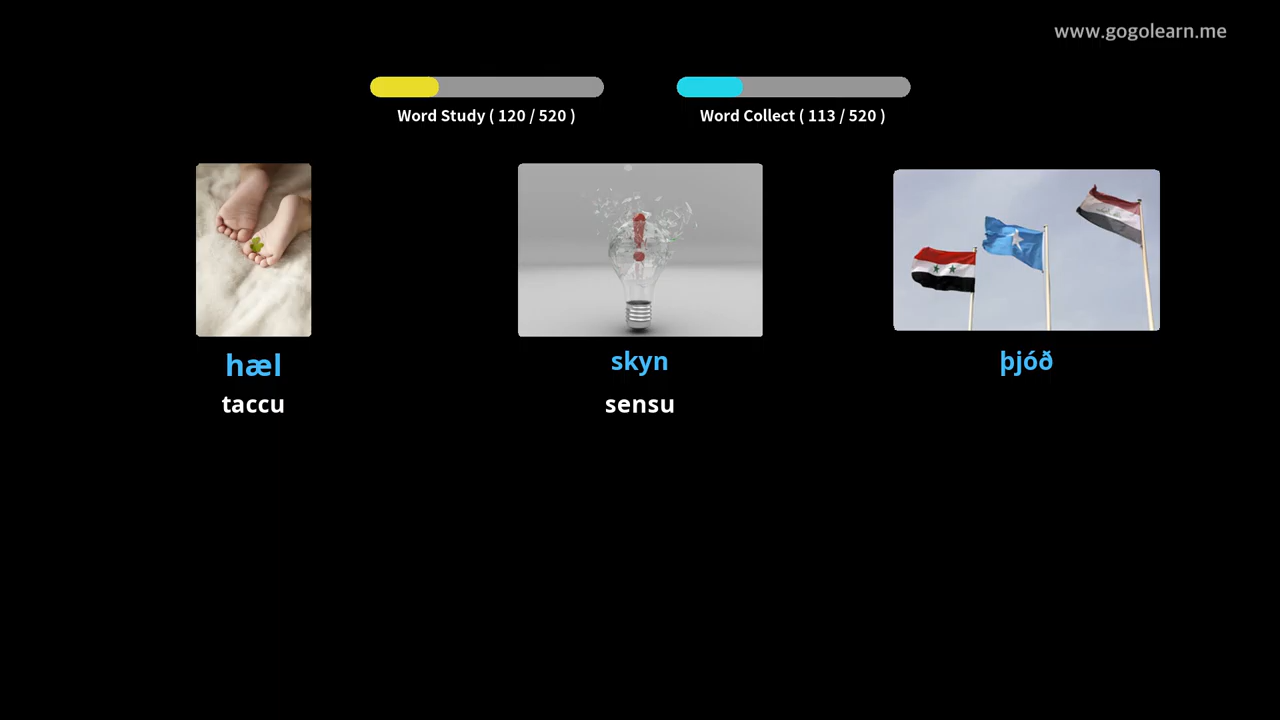 www.gogolearn.me
Word Study ( 120 / 520 )
Word Collect ( 113 / 520 )
hæl
skyn
þjóð
taccu
sensu